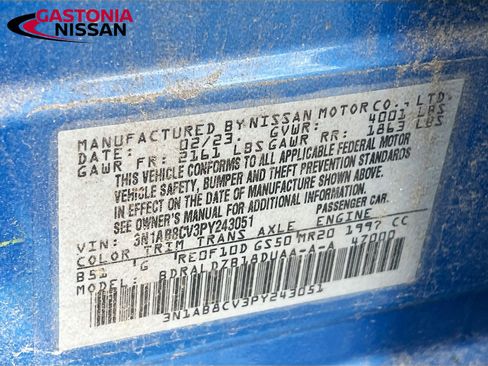 GASTONIA
NISSAN
MANUFACTURED BY NISSAN MOTOR CO., LTD.
DATE: 02/23 GVWR: 4001 LBS
GAWR FR: 2161 LBS GAWR RR: 1863 LBS
THIS VEHICLE CONFORMS TO ALL APPLICABLE FEDERAL MOTOR
VEHICLE SAFETY, BUMPER AND THEFT PREVENTION STANDARDS
IN EFFECT ON THE DATE OF MANUFACTURE SHOWN ABOVE.
SEE OWNER'S MANUAL FOR ADDITIONAL INFORMATION.
VIN: 3N1AB8CV3PY243051 PASSENGER CAR
COLOR TRIM TRANS AXLE ENGINE
B51 G RE0F10D GS50 MR20 1997 CC
MODEL: BDRALDZB18DUAA-A-A 47000
3N1AB8CV3PY243051